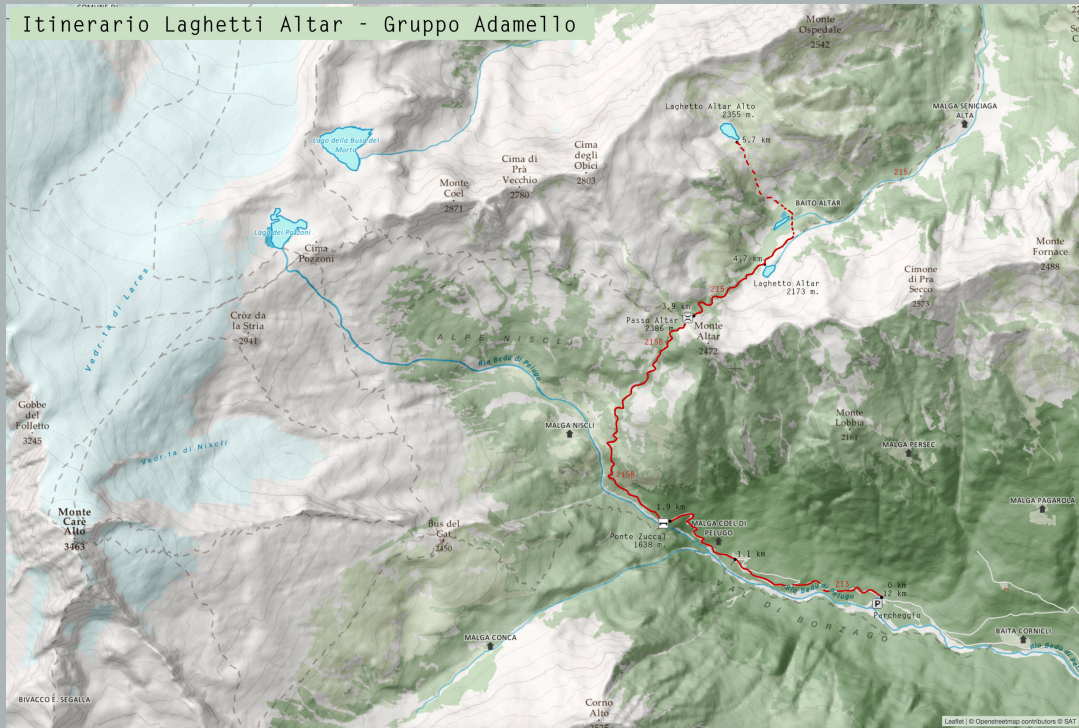 COMUNE DI
Itinerario Laghetti Altar - Gruppo Adamello
Monte
Ospedale
2542
Laghetto Altar Alto
2355 m.
5,7 km
MALGA SENICIAGA
ALTA
Lago della Busa del
Morto
Cima
degli
Obici
2803
Cima di
Prà
Vecchio
2780
Monte
Coel
2871
215
BAITO ALTAR
Lago dei Pozzoni
Cima
Pozzoni
Monte
Fornace
2488
4,7 km
Laghetto Altar
2173 m.
Cimone
di Pra
Secco
2573
Vedr.ta di Lares
215
3,9 km
Passo Altar
2386 m
Monte
Altar
2472
Cròz da
la Stria
2941
ALPE NISCLI
215B
Rio Bedù di Pelugo
Gobbe
del
Folletto
3245
MALGA NISCLI
Monte
Lobbia
2161
MALGA PERSEC
Vedr.ta di Niscli
215B
Monte
Carè
Alto
3463
Bus del
Gat
2450
1.9 km
Ponte Zuccal
1638 m.
MALGA COEL DI
PELUGO
MALGA PAGAROLA
1.1 km
213
Rio Bedù di Pelugo
0 km
12 km
P
Parcheggio
VAL DI BORZAGO
MALGA CONCA
BAITA CORNICLI
Rio Bedù di
BIVACCO E. SEGALLA
Corno
Alto
Leaflet | © Openstreetmap contributors © SAT